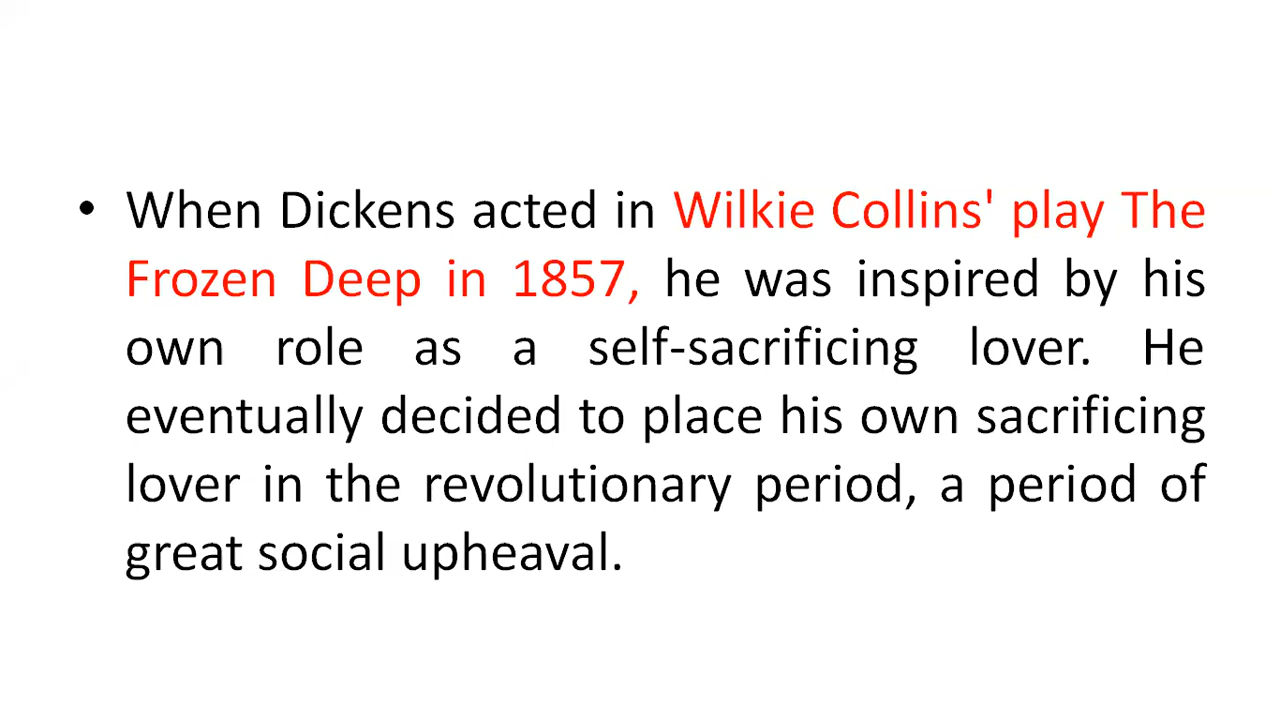 • When Dickens acted in Wilkie Collins' play The
Frozen Deep in 1857, he was inspired by his
own role as a self-sacrificing lover. He
eventually decided to place his own sacrificing
lover in the revolutionary period, a period of
great social upheaval.